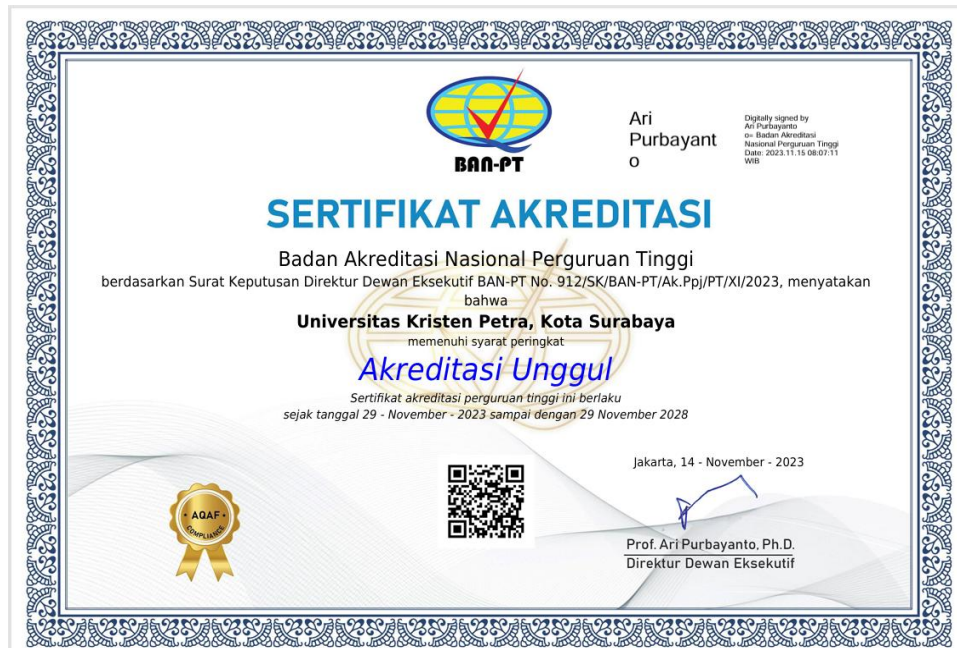 BAN-PT
Ari
Purbayant
o
Digitally signed by
Ari Purbayanto
o= Badan Akreditasi
Nasional Perguruan Tinggi
Date: 2023.11.15 08:07:11
WIB
SERTIFIKAT AKREDITASI
Badan Akreditasi Nasional Perguruan Tinggi
berdasarkan Surat Keputusan Direktur Dewan Eksekutif BAN-PT No. 912/SK/BAN-PT/Ak.Ppj/PT/XI/2023, menyatakan
bahwa
Universitas Kristen Petra, Kota Surabaya
memenuhi syarat peringkat
Akreditasi Unggul
Sertifikat akreditasi perguruan tinggi ini berlaku
sejak tanggal 29 - November - 2023 sampai dengan 29 November 2028
Jakarta, 14 - November - 2023
AQAF
COMPLIANCE
Prof. Ari Purbayanto, Ph.D.
Direktur Dewan Eksekutif